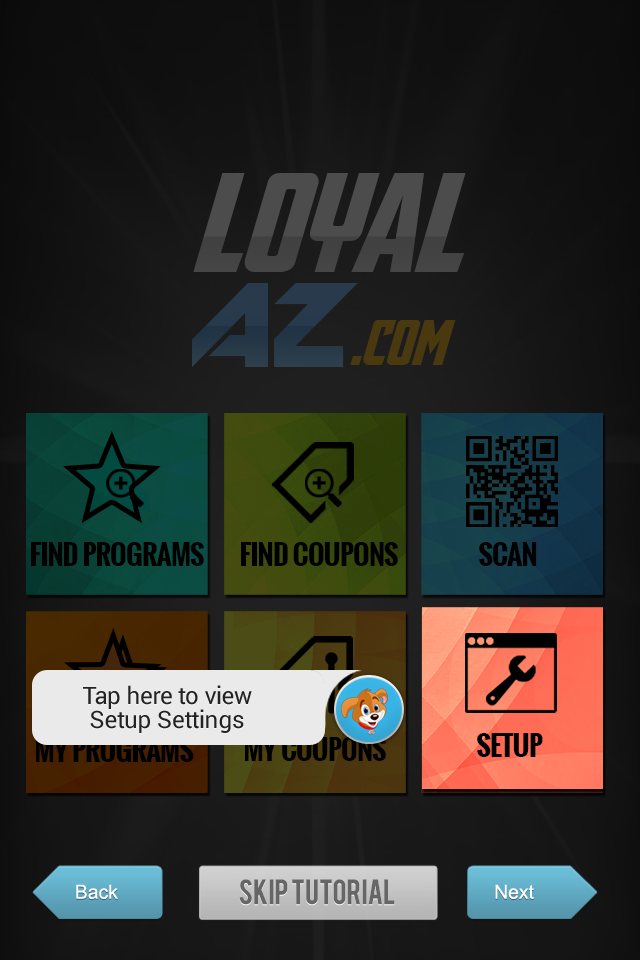 LOYAL
AZ.COM
FIND PROGRAMS
FIND COUPONS
SCAN
Tap here to view
Setup Settings
MY PROGRAMS
MY COUPONS
SETUP
Back
SKIP TUTORIAL
Next